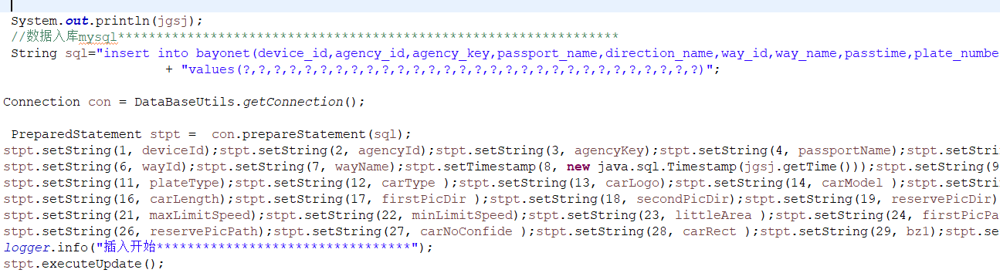 System.out.println(jgsj);
//数据入库mysql*****************************************************************
String sql="insert into bayonet(device_id,agency_id,agency_key,passport_name,direction_name,way_id,way_name,passtime,plate_numbe
+ "values(?,?,?,?,?,?,?,?,?,?,?,?,?,?,?,?,?,?,?,?,?,?,?,?,?,?,?,?,?,?)";
Connection con = DataBaseUtils.getConnection();
PreparedStatement stpt =  con.prepareStatement(sql);
stpt.setString(1, deviceId);stpt.setString(2, agencyId);stpt.setString(3, agencyKey);stpt.setString(4, passportName);stpt.setStrin
stpt.setString(6, wayId);stpt.setString(7, wayName);stpt.setTimestamp(8, new java.sql.Timestamp(jgsj.getTime()));stpt.setString(9
stpt.setString(11, plateType);stpt.setString(12, carType );stpt.setString(13, carLogo);stpt.setString(14, carModel );stpt.setStri
stpt.setString(16, carLength);stpt.setString(17, firstPicDir );stpt.setString(18, secondPicDir);stpt.setString(19, reservePicDir)
stpt.setString(21, maxLimitSpeed);stpt.setString(22, minLimitSpeed);stpt.setString(23, littleArea );stpt.setString(24, firstPicPa
stpt.setString(26, reservePicPath);stpt.setString(27, carNoConfide );stpt.setString(28, carRect );stpt.setString(29, bz1);stpt.se
logger.info("插入开始*********************************");
stpt.executeUpdate();